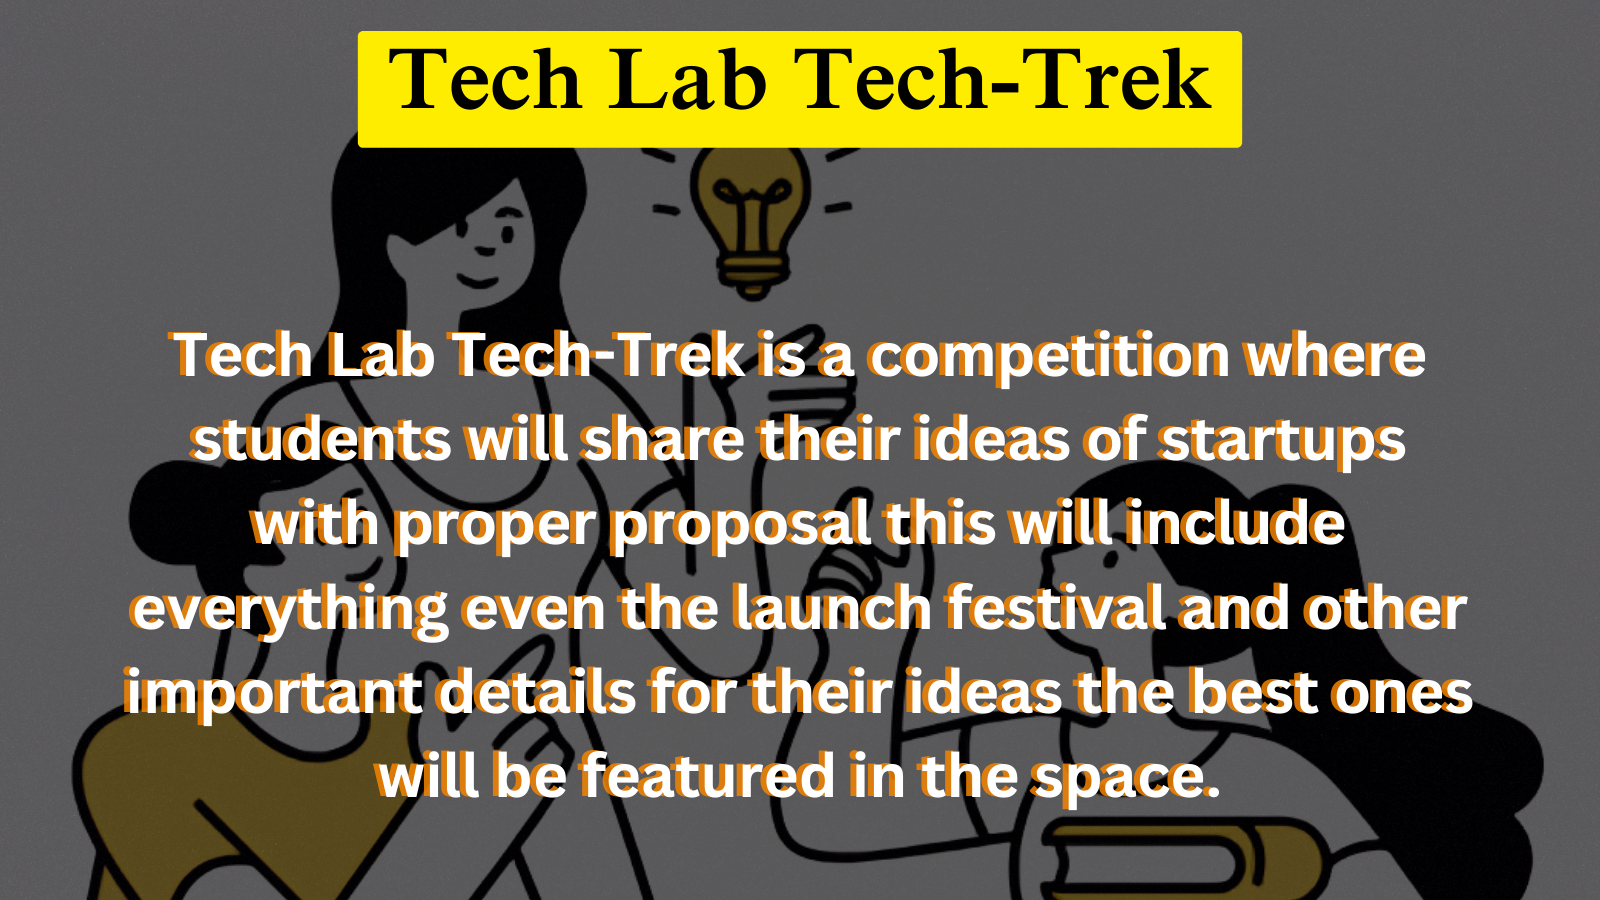 Tech Lab Tech-Trek
Tech Lab Tech-Trek is a competition where
students will share their ideas of startups
with proper proposal this will include
everything even the launch festival and other
important details for their ideas the best ones
will be featured in the space.